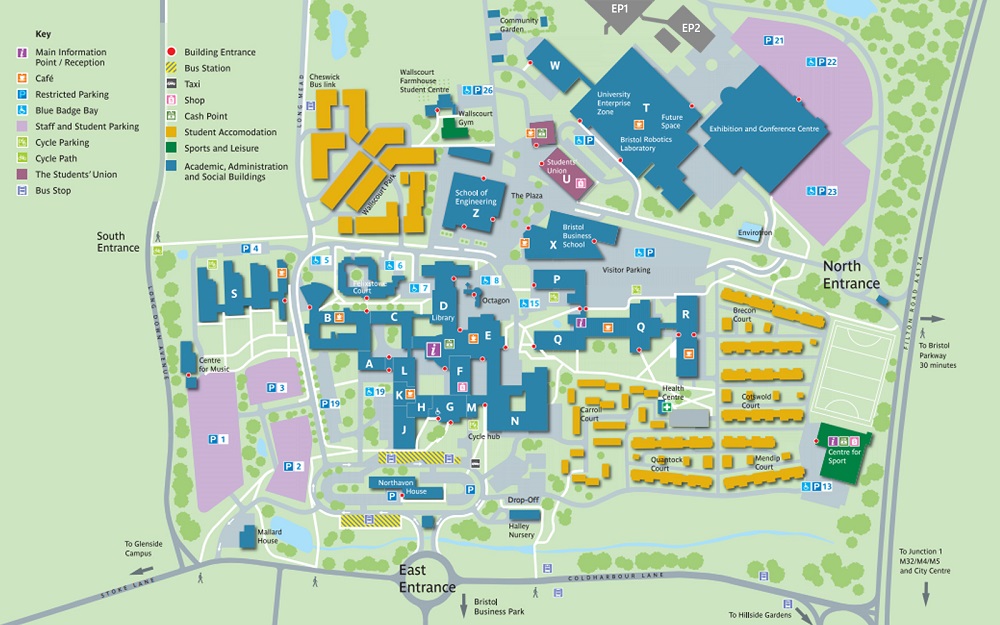 Key
Main Information
Point / Reception
Café
Restricted Parking
Blue Badge Bay
Staff and Student Parking
Cycle Parking
Cycle Path
The Students' Union
Bus Stop
Building Entrance
Bus Station
Taxi
Shop
Cash Point
Student Accomodation
Sports and Leisure
Academic, Administration
and Social Buildings
EP1
EP2
Community
Garden
W
P 21
22
23
University
Enterprise
Zone
T
Future
Space
Bristol Robotics
Laboratory
Exhibition and Conference Centre
Cheswick
Bus link
LONG MEAD
Wallscourt
Farmhouse
Student Centre
P 26
Wallscourt
Gym
P
Students'
Union
U
Wallscourt Park
School of
Engineering
Z
The Plaza
Bristol
Business
School
X
Envirotron
South
Entrance
P 4
5
6
7
8
15
P
Visitor Parking
North
Entrance
S
Felixstowe
Court
Octagon
P
D
Library
B
C
E
Q
Q
R
Brecon
Court
FILTON ROAD A4174
To Bristol
Parkway
30 minutes
LONG DOWN AVENUE
Centre
for Music
A
L
F
K
H
G
M
J
N
P 3
19
P 19
P 1
P 2
Carroll
Court
Health
Centre
Cotswold
Court
Cycle hub
Quantock
Court
Mendip
Court
Centre for
Sport
P 13
Northavon
House
P
P
Drop-Off
Halley
Nursery
Mallard
House
To Glenside
Campus
STOKE LANE
East
Entrance
Bristol
Business Park
COLDHARBOUR LANE
To Junction 1
M32/M4/M5
and City Centre
To Hillside Gardens